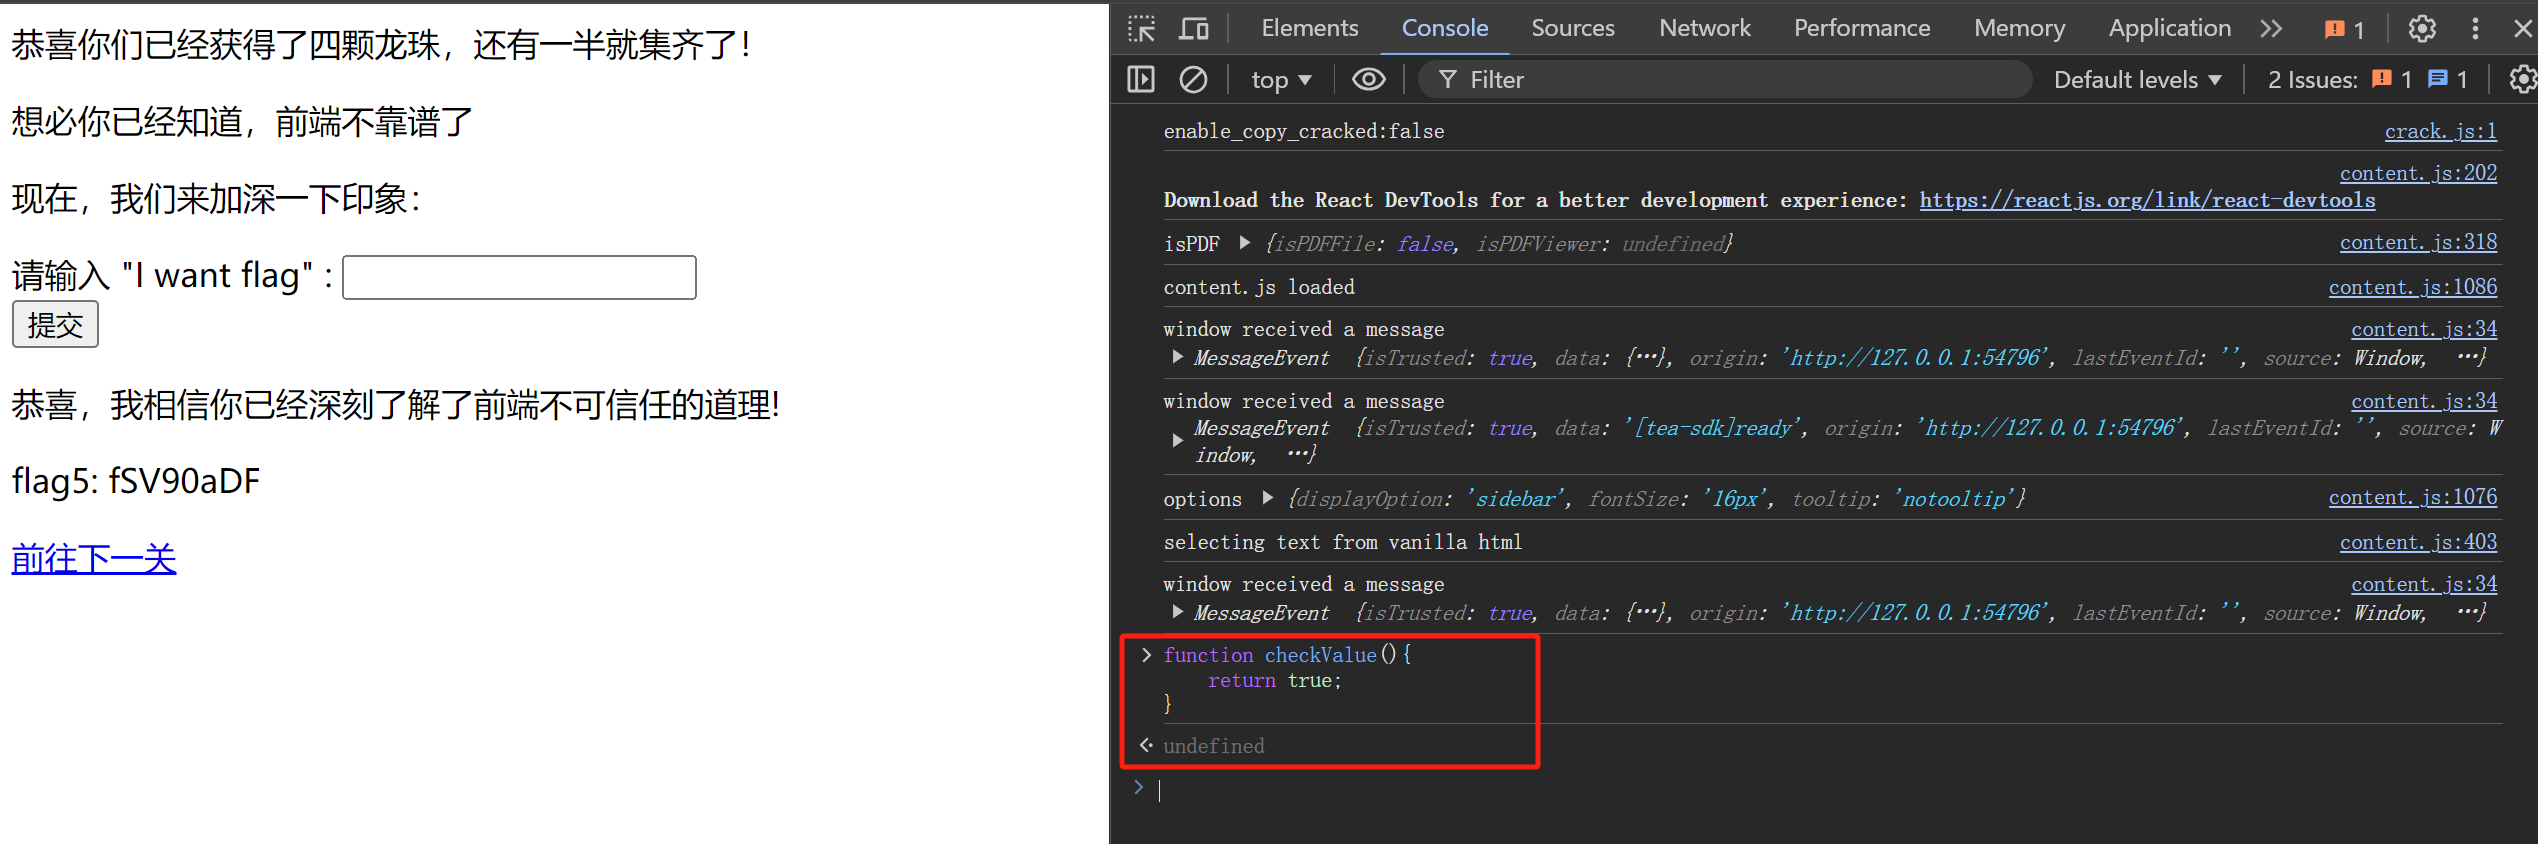 恭喜你们已经获得了四颗龙珠，还有一半就集齐了！
想必你已经知道，前端不靠谱了
现在，我们来加深一下印象：
请输入 "I want flag" :
提交
恭喜，我相信你已经深刻了解了前端不可信任的道理!
flag5: fSV90aDF
前往下一关
Elements Console Sources Network Performance Memory Application 1
top Filter Default levels 2 Issues: 1 1
enable_copy_cracked:false crack.js:1
content.js:202
Download the React DevTools for a better development experience: https://reactjs.org/link/react-devtools
isPDF {isPDFFile: false, isPDFViewer: undefined} content.js:318
content.js loaded content.js:1086
window received a message content.js:34
MessageEvent {isTrusted: true, data: {…}, origin: 'http://127.0.0.1:54796', lastEventId: '', source: Window, …}
window received a message content.js:34
MessageEvent {isTrusted: true, data: '[tea-sdk]ready', origin: 'http://127.0.0.1:54796', lastEventId: '', source: W
indow, …}
options {displayOption: 'sidebar', fontSize: '16px', tooltip: 'notooltip'} content.js:1076
selecting text from vanilla html content.js:403
window received a message content.js:34
MessageEvent {isTrusted: true, data: {…}, origin: 'http://127.0.0.1:54796', lastEventId: '', source: Window, …}
function checkValue(){
return true;
}
undefined